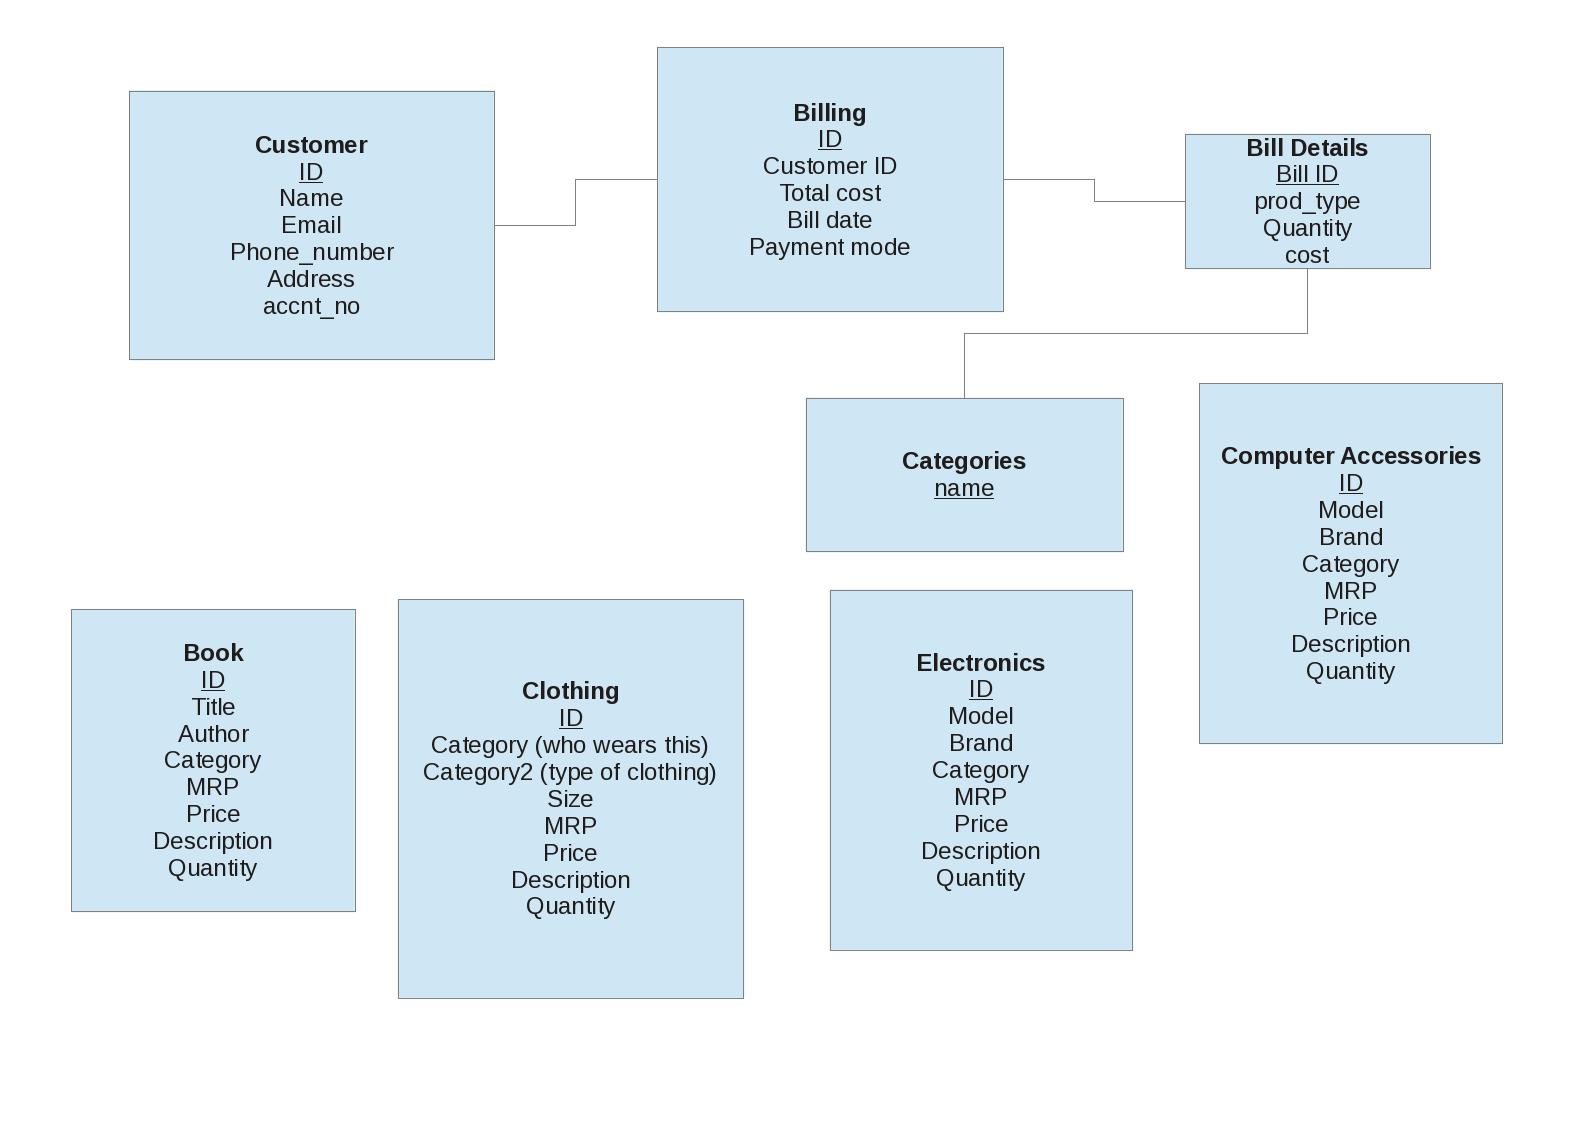 Customer
ID
Name
Email
Phone_number
Address
accnt_no
Billing
ID
Customer ID
Total cost
Bill date
Payment mode
Bill Details
Bill ID
prod_type
Quantity
cost
Categories
name
Computer Accessories
ID
Model
Brand
Category
MRP
Price
Description
Quantity
Book
ID
Title
Author
Category
MRP
Price
Description
Quantity
Clothing
ID
Category (who wears this)
Category2 (type of clothing)
Size
MRP
Price
Description
Quantity
Electronics
ID
Model
Brand
Category
MRP
Price
Description
Quantity